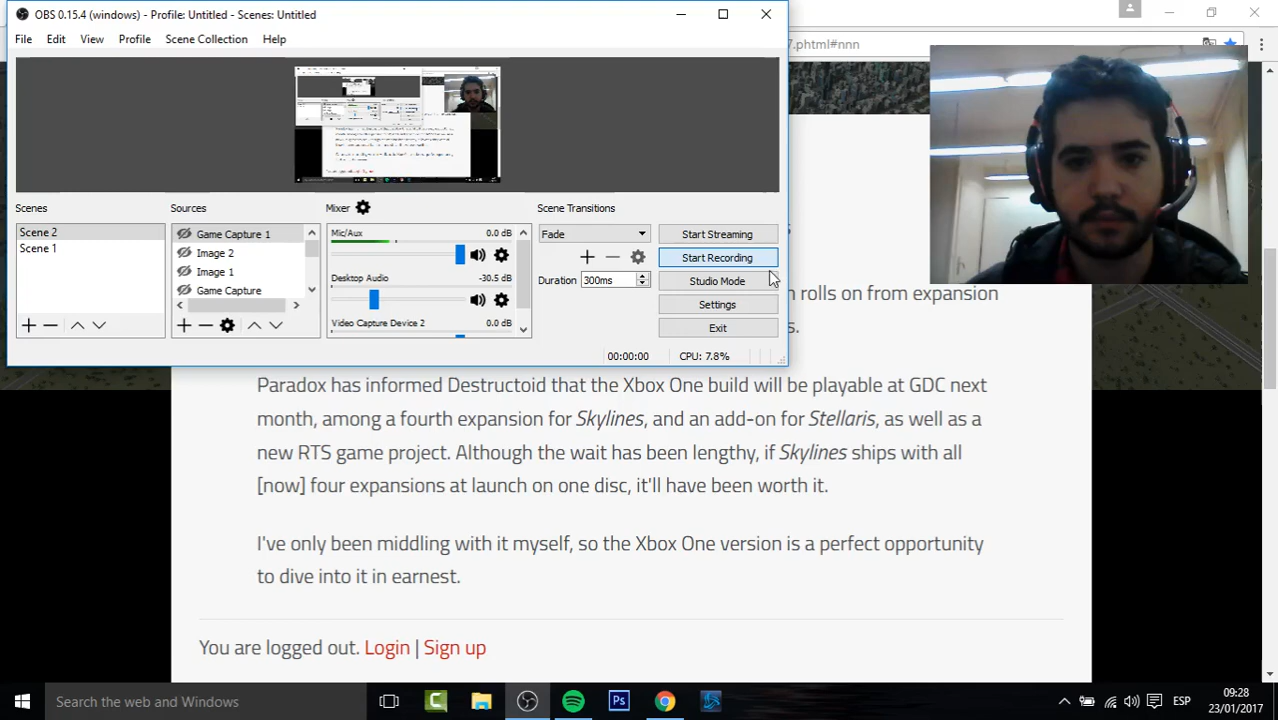 OBS 0.15.4 (windows) - Profile: Untitled - Scenes: Untitled
File Edit View Profile Scene Collection Help
7.phtml#nnn
Scenes
Sources
Mixer
Scene Transitions
Scene 2
Scene 1
Game Capture 1
Image 2
Image 1
Game Capture
Mic/Aux 0.0 dB
Desktop Audio -30.5 dB
Video Capture Device 2 0.0 dB
Fade
Duration 300ms
Start Streaming
Start Recording
Studio Mode
Settings
Exit
00:00:00 CPU: 7.8%
s
n rolls on from expansion
s.
Paradox has informed Destructoid that the Xbox One build will be playable at GDC next
month, among a fourth expansion for Skylines, and an add-on for Stellaris, as well as a
new RTS game project. Although the wait has been lengthy, if Skylines ships with all
[now] four expansions at launch on one disc, it'll have been worth it.
I've only been middling with it myself, so the Xbox One version is a perfect opportunity
to dive into it in earnest.
You are logged out. Login | Sign up
Search the web and Windows
Ps
ESP
09:28
23/01/2017